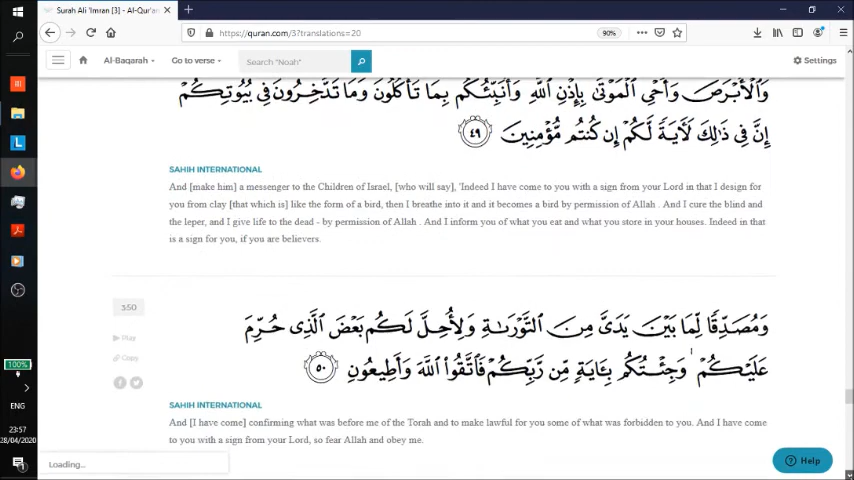 Surah Ali 'Imran [3] - Al-Qur'an
https://quran.com/3?translations=20
90%
Al-Baqarah
Go to verse
Search "Noah"
Settings
وَٱلْأَبْرَصَ وَأُحْىِ ٱلْمَوْتَىٰ بِإِذْنِ ٱللَّهِ وَأُنَبِّئُكُم بِمَا تَأْكُلُونَ وَمَا تَدَّخِرُونَ فِى بُيُوتِكُمْ
إِنَّ فِى ذَٰلِكَ لَـَٔايَةً لَّكُمْ إِن كُنتُم مُّؤْمِنِينَ ٤٩
SAHIH INTERNATIONAL
And [make him] a messenger to the Children of Israel, [who will say], 'Indeed I have come to you with a sign from your Lord in that I design for
you from clay [that which is] like the form of a bird, then I breathe into it and it becomes a bird by permission of Allah . And I cure the blind and
the leper, and I give life to the dead - by permission of Allah . And I inform you of what you eat and what you store in your houses. Indeed in that
is a sign for you, if you are believers.
3:50
Play
Copy
وَمُصَدِّقًا لِّمَا بَيْنَ يَدَىَّ مِنَ ٱلتَّوْرَىٰةِ وَلِأُحِلَّ لَكُم بَعْضَ ٱلَّذِى حُرِّمَ
عَلَيْكُمْ ۚ وَجِئْتُكُم بِـَٔايَةٍ مِّن رَّبِّكُمْ فَٱتَّقُوا۟ ٱللَّهَ وَأَطِيعُونِ ٥٠
SAHIH INTERNATIONAL
And [I have come] confirming what was before me of the Torah and to make lawful for you some of what was forbidden to you. And I have come
to you with a sign from your Lord, so fear Allah and obey me.
Loading...
Help
100%
ENG
23:57
28/04/2020